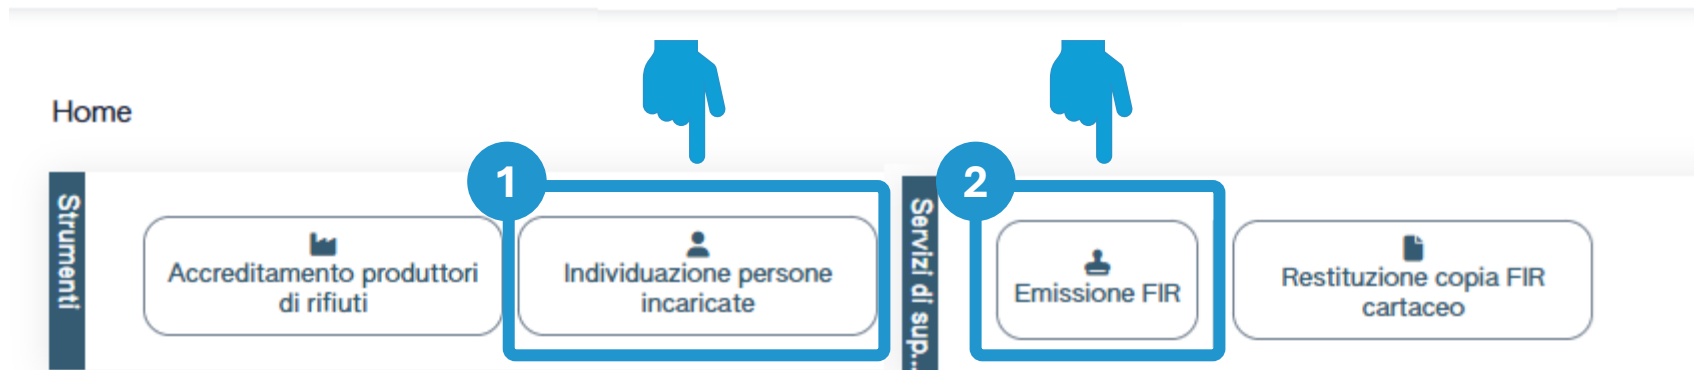 Home
1
2
Strumenti
Accreditamento produttori
di rifiuti
Individuazione persone
incaricate
Servizi di sup...
Emissione FIR
Restituzione copia FIR
cartaceo